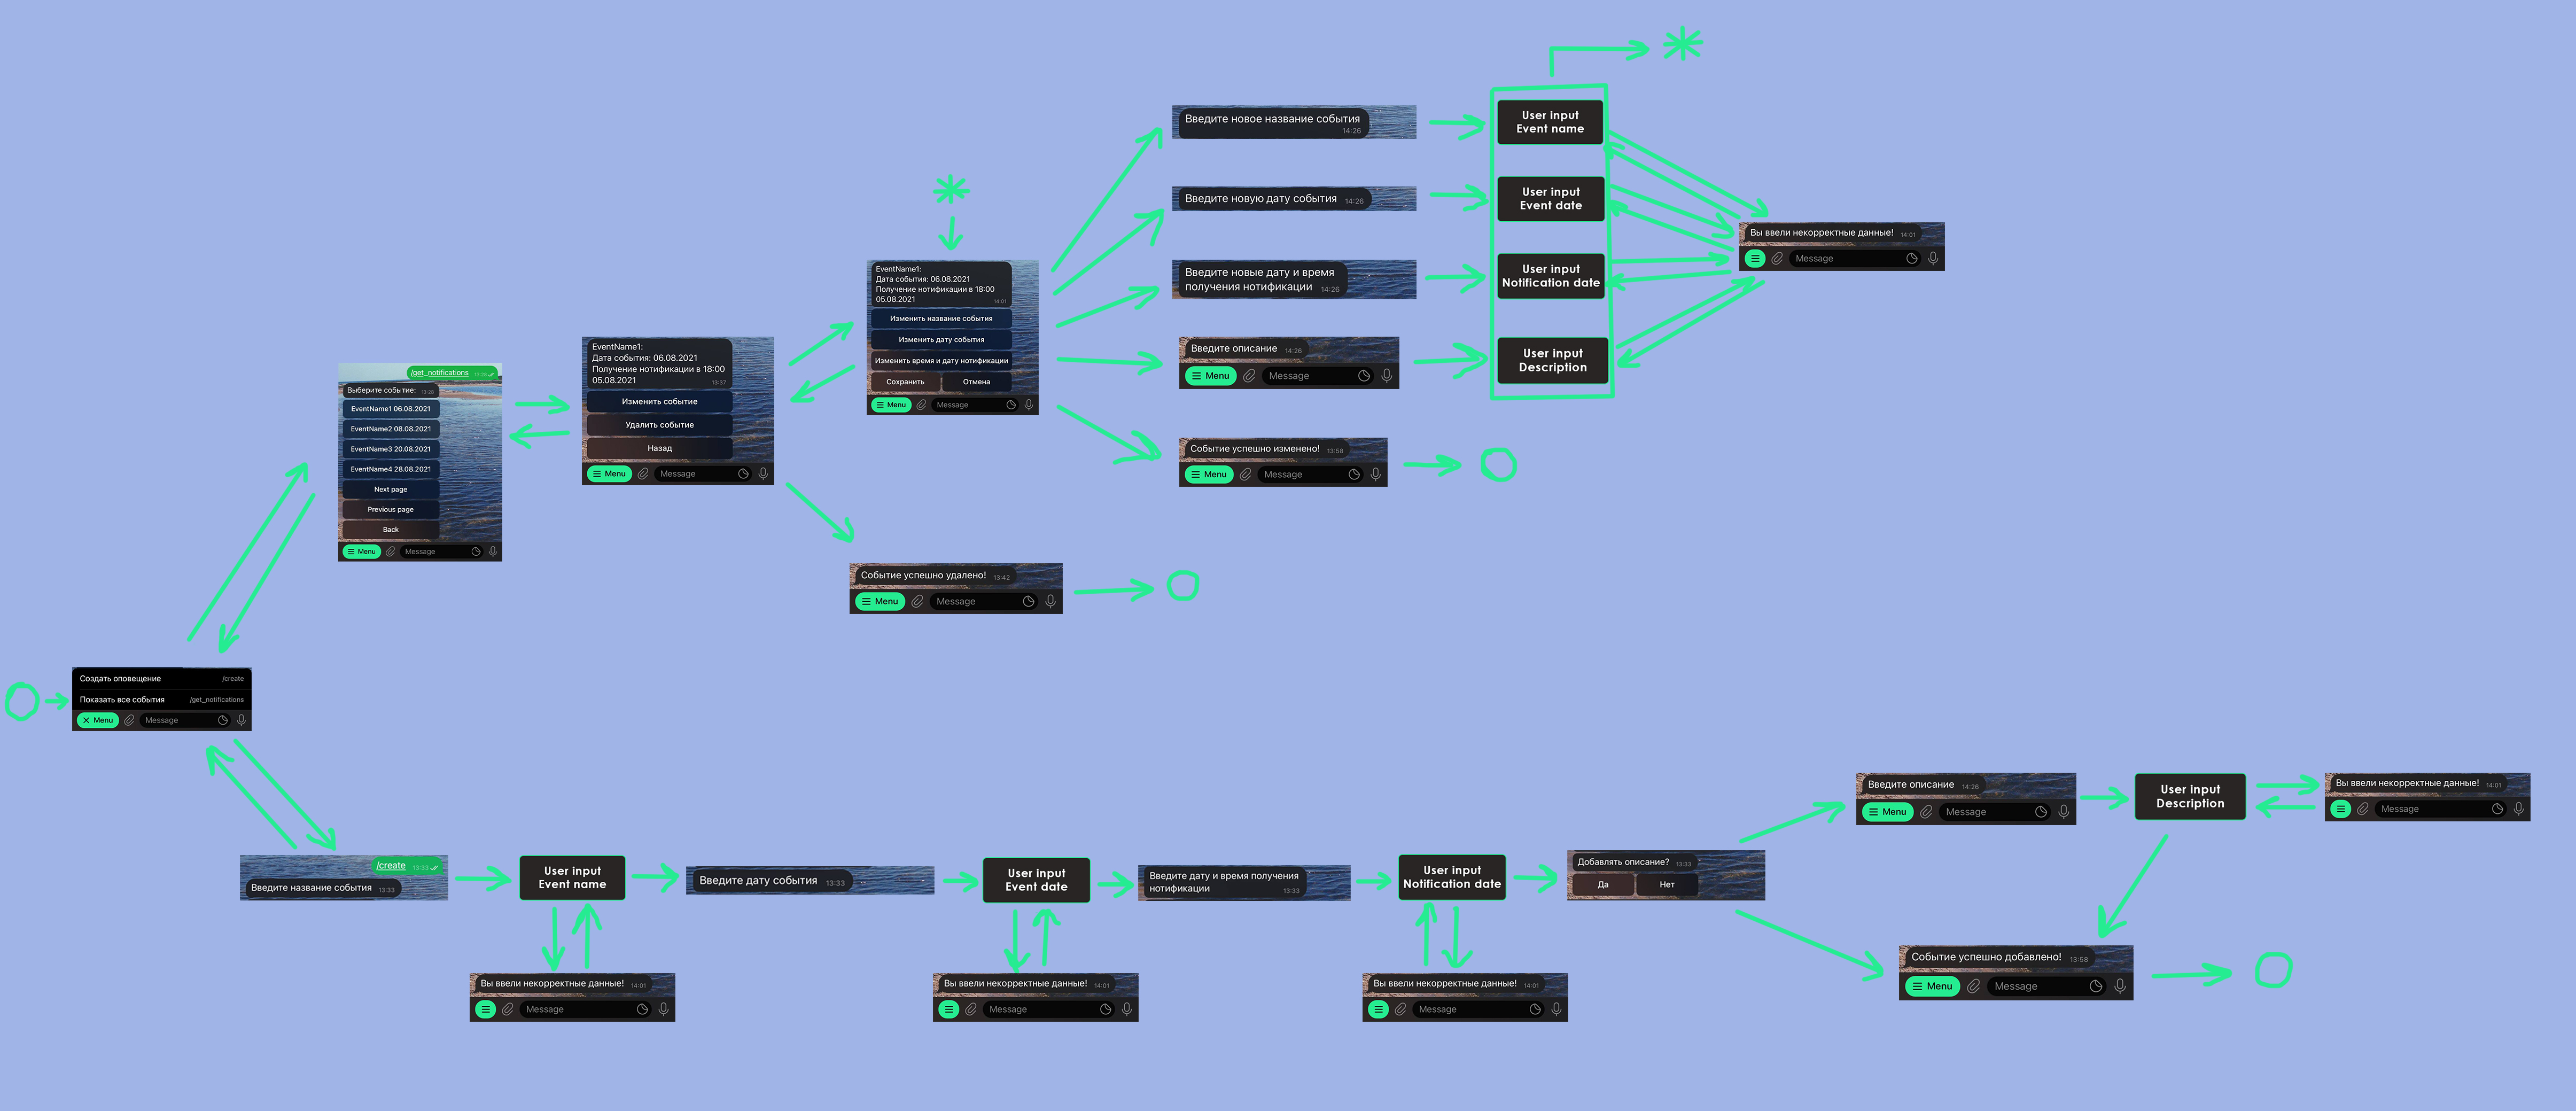 Введите новое название события
14:26
User input
Event name
Введите новую дату события 14:26
User input
Event date
Введите новые дату и время
получения нотификации 14:26
User input
Notification date
Вы ввели некорректные данные! 14:01
Message
Введите описание 14:26
Menu
Message
User input
Description
Событие успешно изменено! 13:58
Menu
Message
EventName1:
Дата события: 06.08.2021
Получение нотификации в 18:00
05.08.2021
14:01
Изменить название события
Изменить дату события
Изменить время и дату нотификации
Сохранить
Отмена
Menu
Message
EventName1:
Дата события: 06.08.2021
Получение нотификации в 18:00
05.08.2021
13:37
Изменить событие
Удалить событие
Назад
Menu
Message
/get_notifications
Выберите событие:
EventName1 06.08.2021
EventName2 08.08.2021
EventName3 20.08.2021
EventName4 28.08.2021
Next page
Previous page
Back
Menu
Message
Событие успешно удалено! 13:42
Menu
Message
Создать оповещение /create
Показать все события /get_notifications
Menu
Message
/create 13:33
Введите название события 13:33
User input
Event name
Вы ввели некорректные данные! 14:01
Message
Введите дату события 13:33
User input
Event date
Вы ввели некорректные данные! 14:01
Message
Введите дату и время получения
нотификации 13:33
User input
Notification date
Вы ввели некорректные данные! 14:01
Message
Добавлять описание? 13:33
Да
Нет
Введите описание 14:26
Menu
Message
User input
Description
Вы ввели некорректные данные! 14:01
Message
Событие успешно добавлено! 13:58
Menu
Message